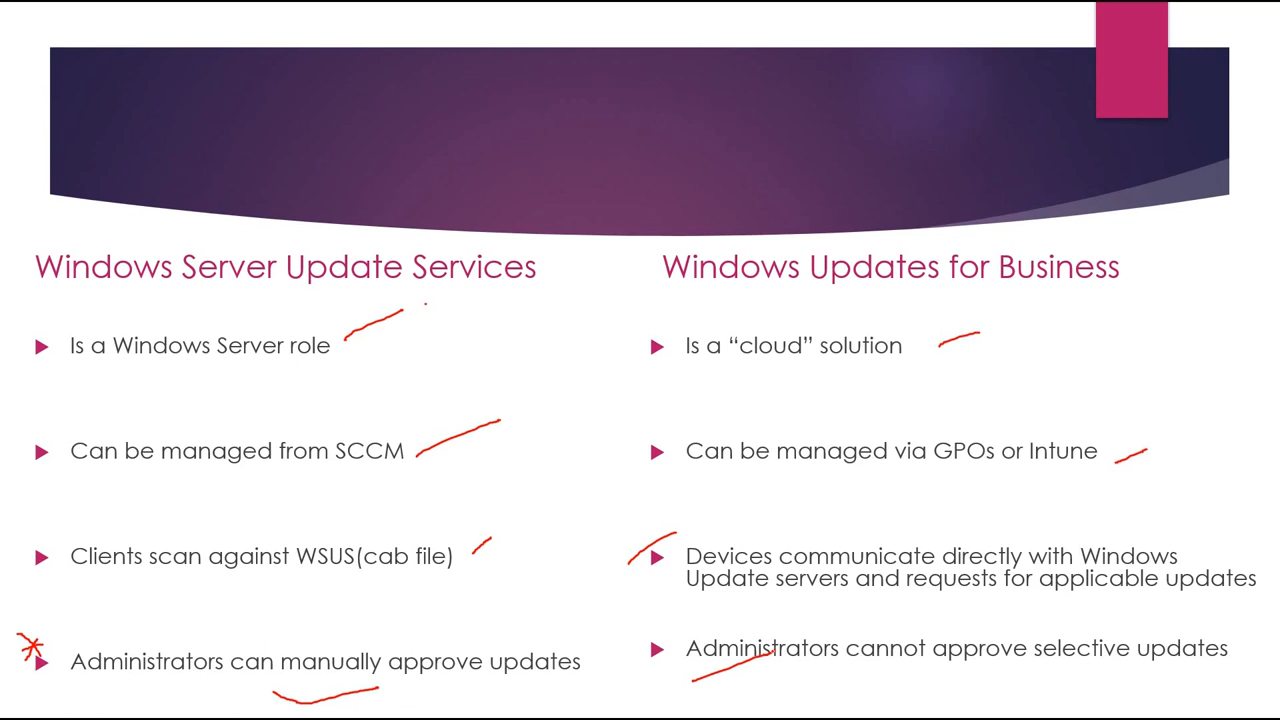 Windows Server Update Services
Is a Windows Server role
Can be managed from SCCM
Clients scan against WSUS(cab file)
Administrators can manually approve updates
Windows Updates for Business
Is a “cloud” solution
Can be managed via GPOs or Intune
Devices communicate directly with Windows
Update servers and requests for applicable updates
Administrators cannot approve selective updates